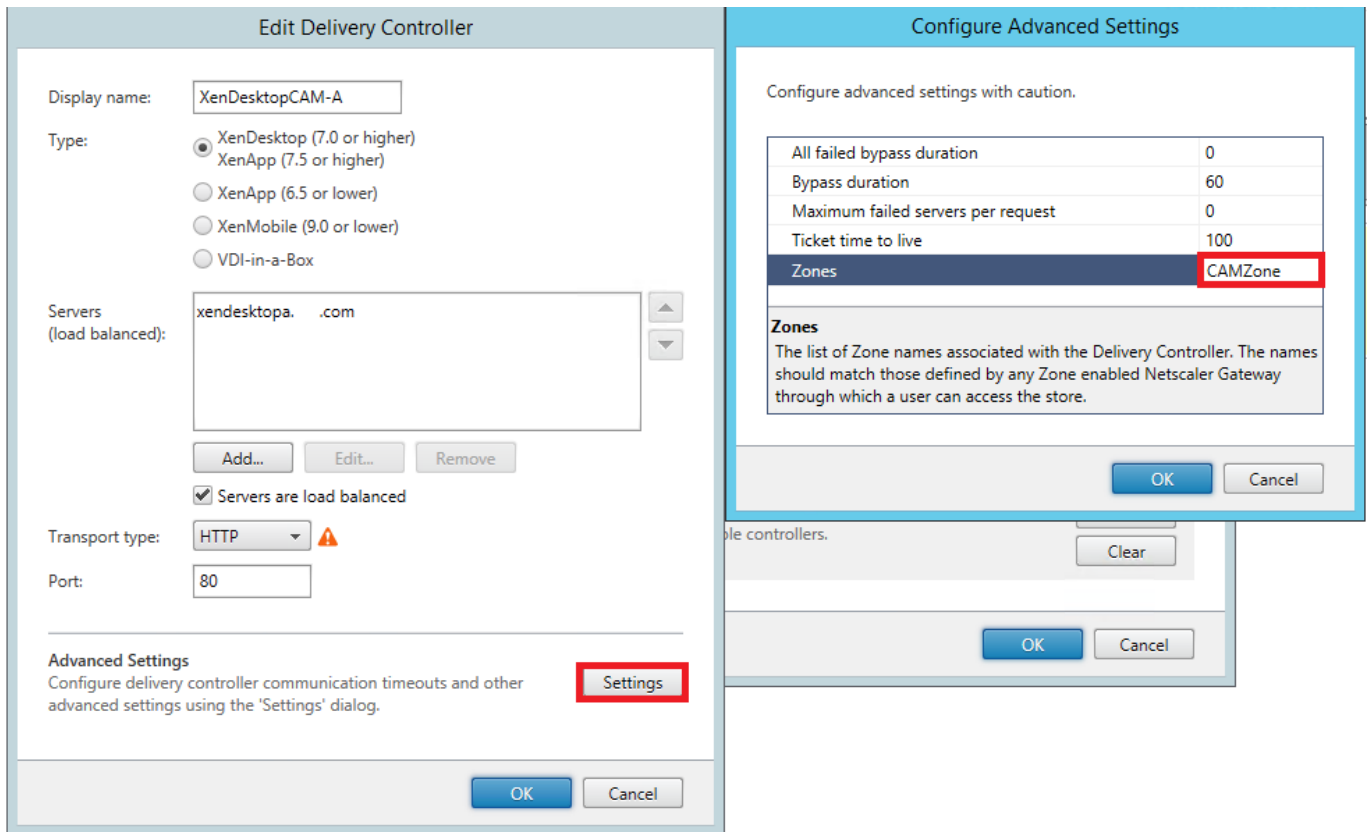 Edit Delivery Controller
Display name:
XenDesktopCAM-A
Type:
XenDesktop (7.0 or higher)
XenApp (7.5 or higher)
XenApp (6.5 or lower)
XenMobile (9.0 or lower)
VDI-in-a-Box
Servers
(load balanced):
xendesktopa. .com
Add...
Edit...
Remove
Servers are load balanced
Transport type:
HTTP
Port:
80
Advanced Settings
Configure delivery controller communication timeouts and other
advanced settings using the 'Settings' dialog.
Settings
OK
Cancel
Configure Advanced Settings
Configure advanced settings with caution.
All failed bypass duration 0
Bypass duration 60
Maximum failed servers per request 0
Ticket time to live 100
Zones CAMZone
Zones
The list of Zone names associated with the Delivery Controller. The names
should match those defined by any Zone enabled Netscaler Gateway
through which a user can access the store.
OK
Cancel
controllers.
Clear
OK
Cancel